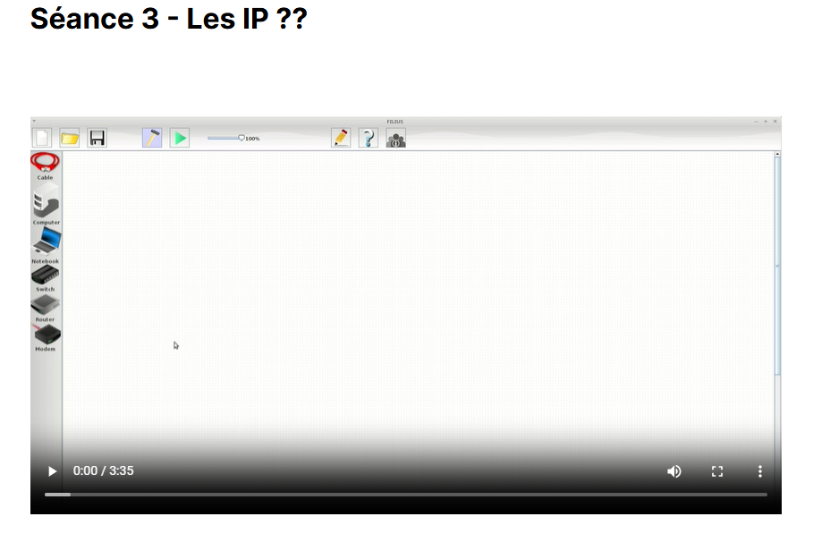 Séance 3 - Les IP ??
FILIUS
100%
Cable
Computer
Notebook
Switch
Router
Modem
0:00 / 3:35